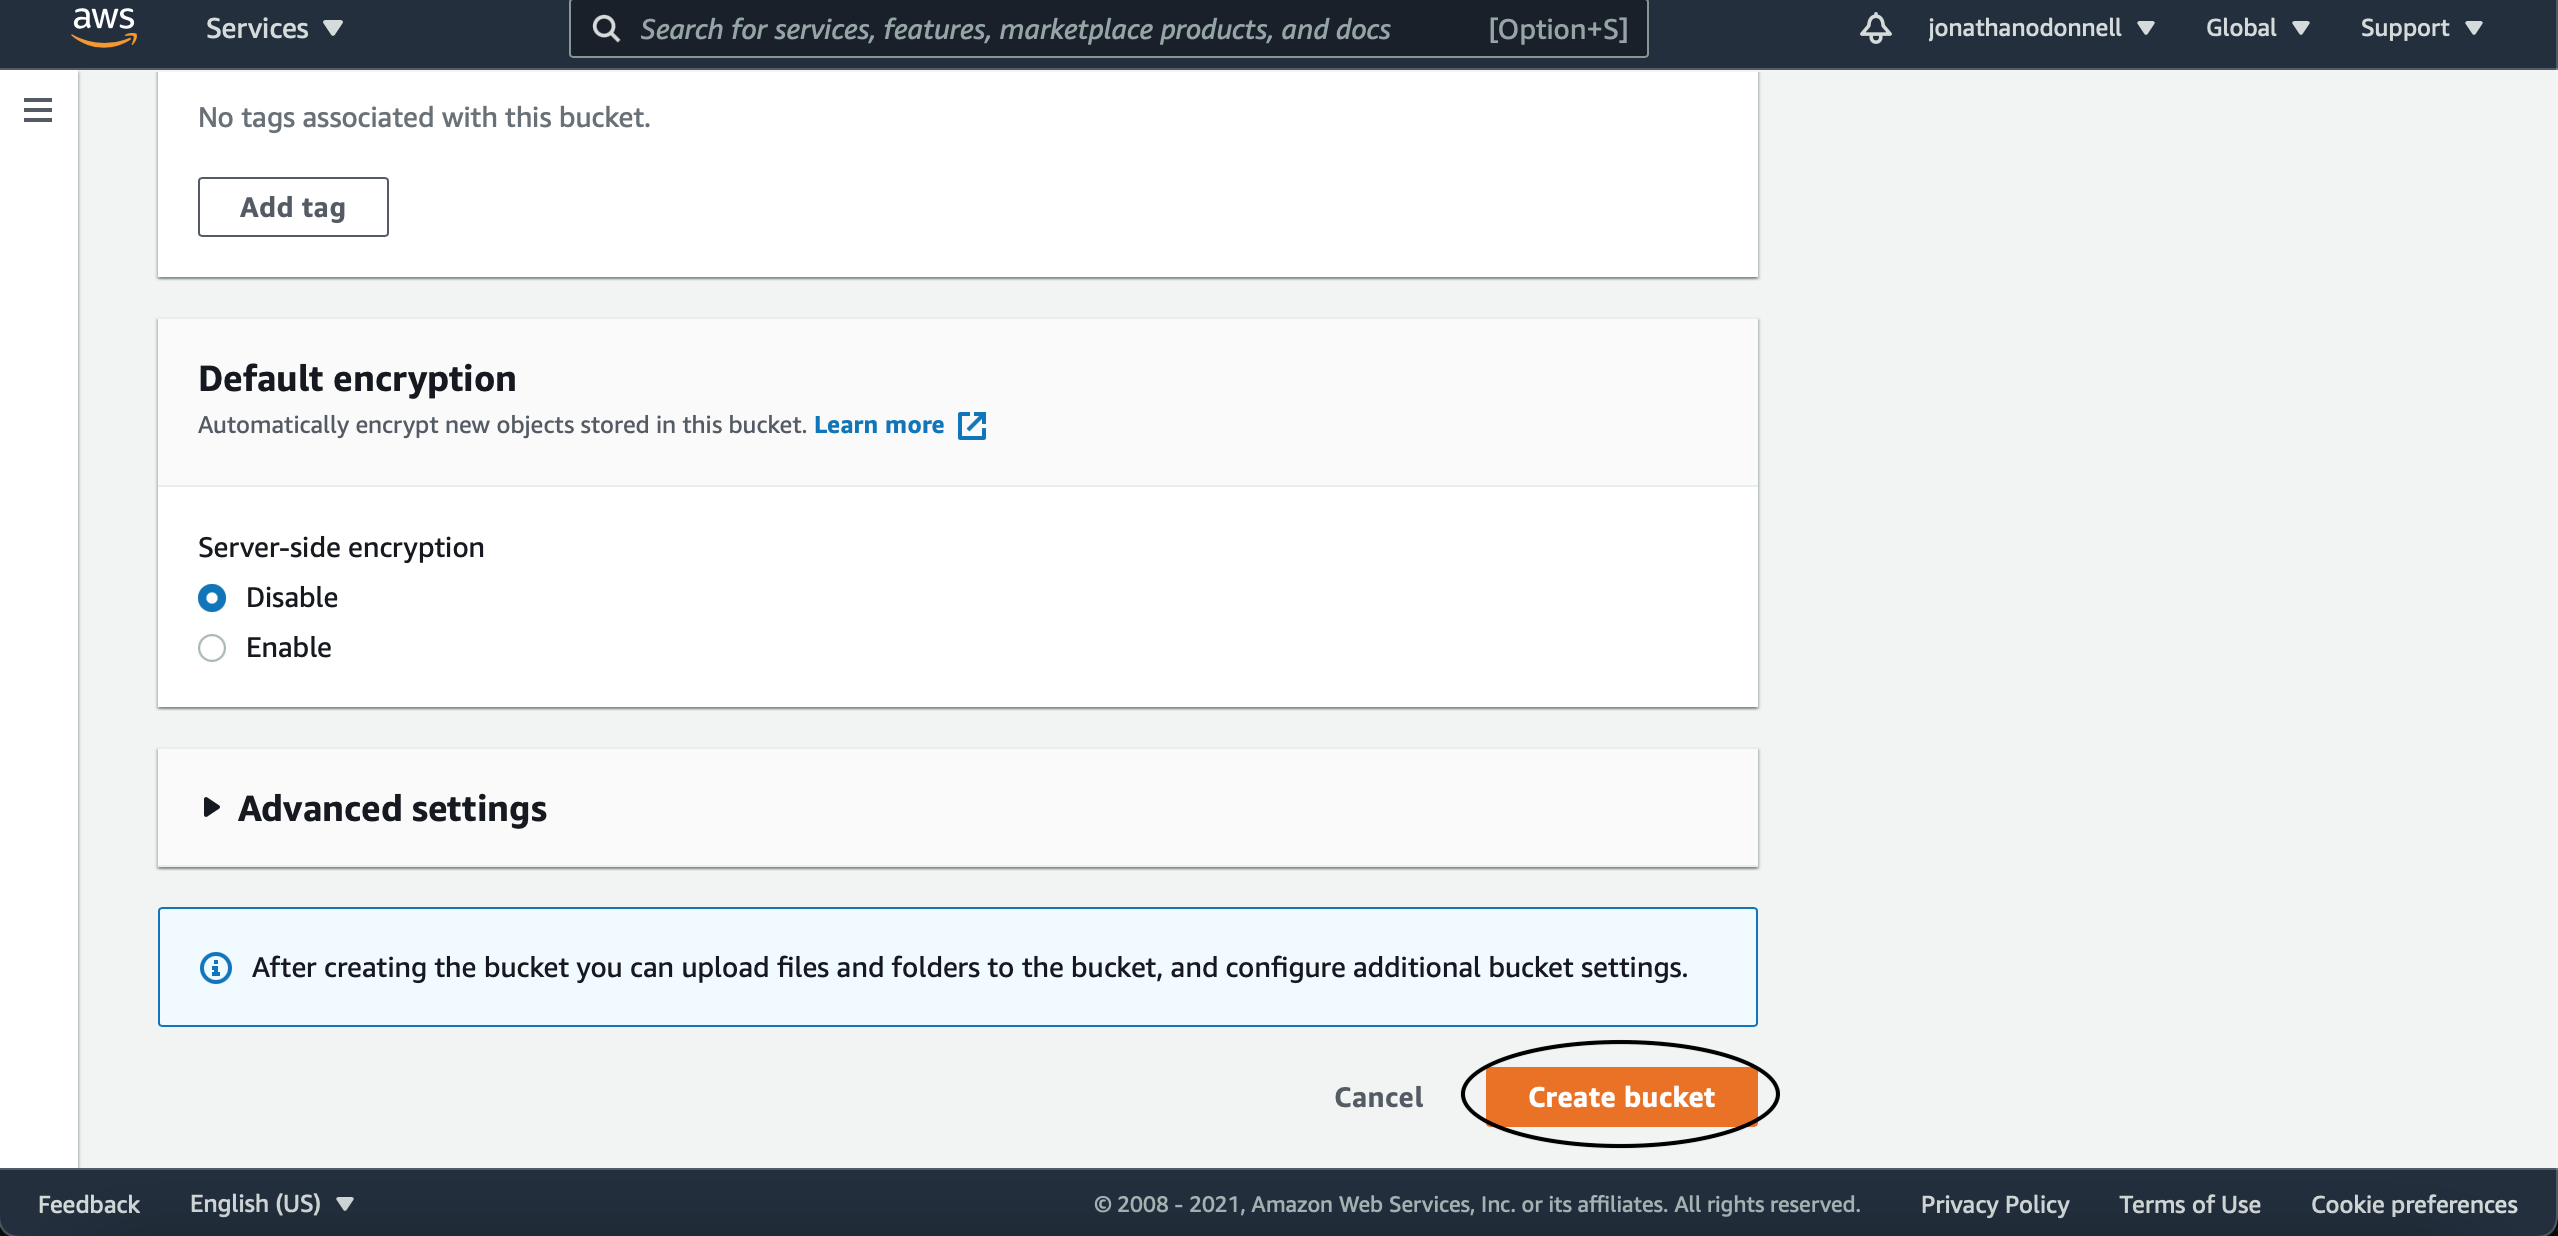 aws Services Search for services, features, marketplace products, and docs [Option+S] jonathanodonnell Global Support
No tags associated with this bucket.
Add tag
Default encryption
Automatically encrypt new objects stored in this bucket. Learn more
Server-side encryption
Disable
Enable
Advanced settings
After creating the bucket you can upload files and folders to the bucket, and configure additional bucket settings.
Cancel Create bucket
Feedback English (US) © 2008 - 2021, Amazon Web Services, Inc. or its affiliates. All rights reserved. Privacy Policy Terms of Use Cookie preferences